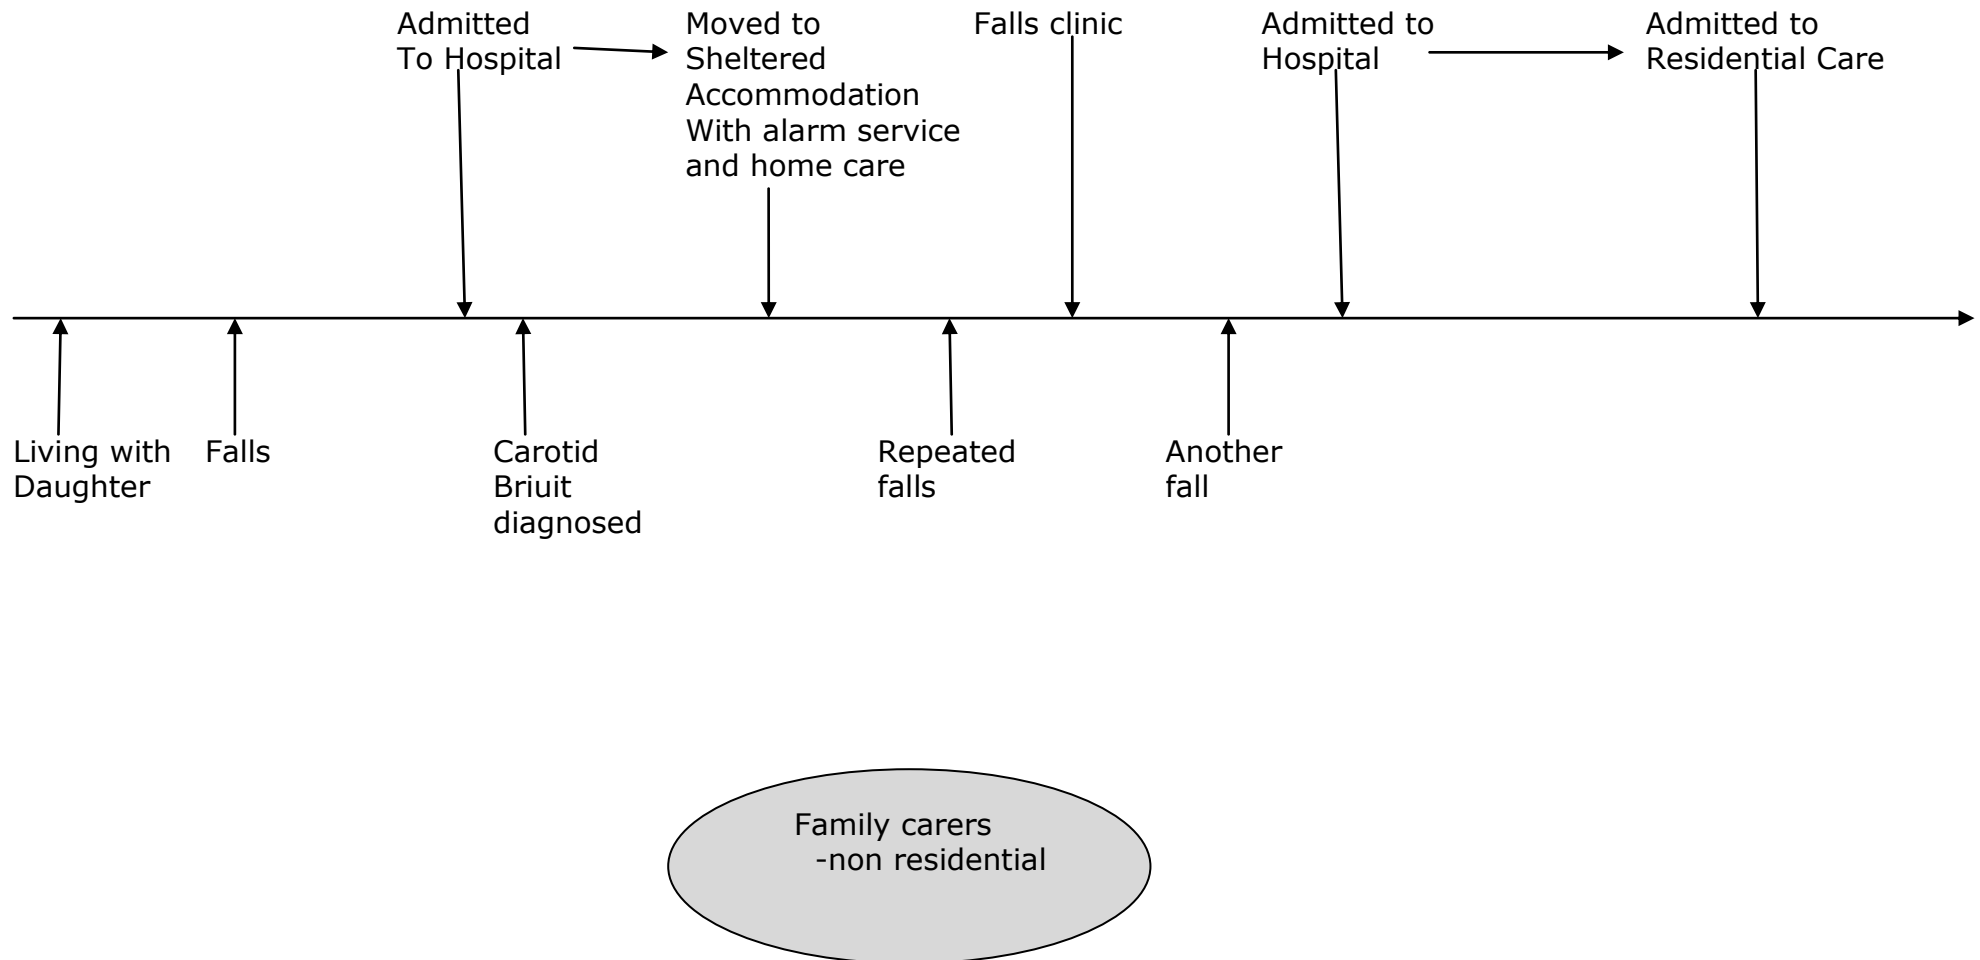 Admitted
To Hospital
Moved to
Sheltered
Accommodation
With alarm service
and home care
Falls clinic
Admitted to
Hospital
Admitted to
Residential Care
Living with
Daughter
Falls
Carotid
Briuit
diagnosed
Repeated
falls
Another
fall
Family carers
-non residential